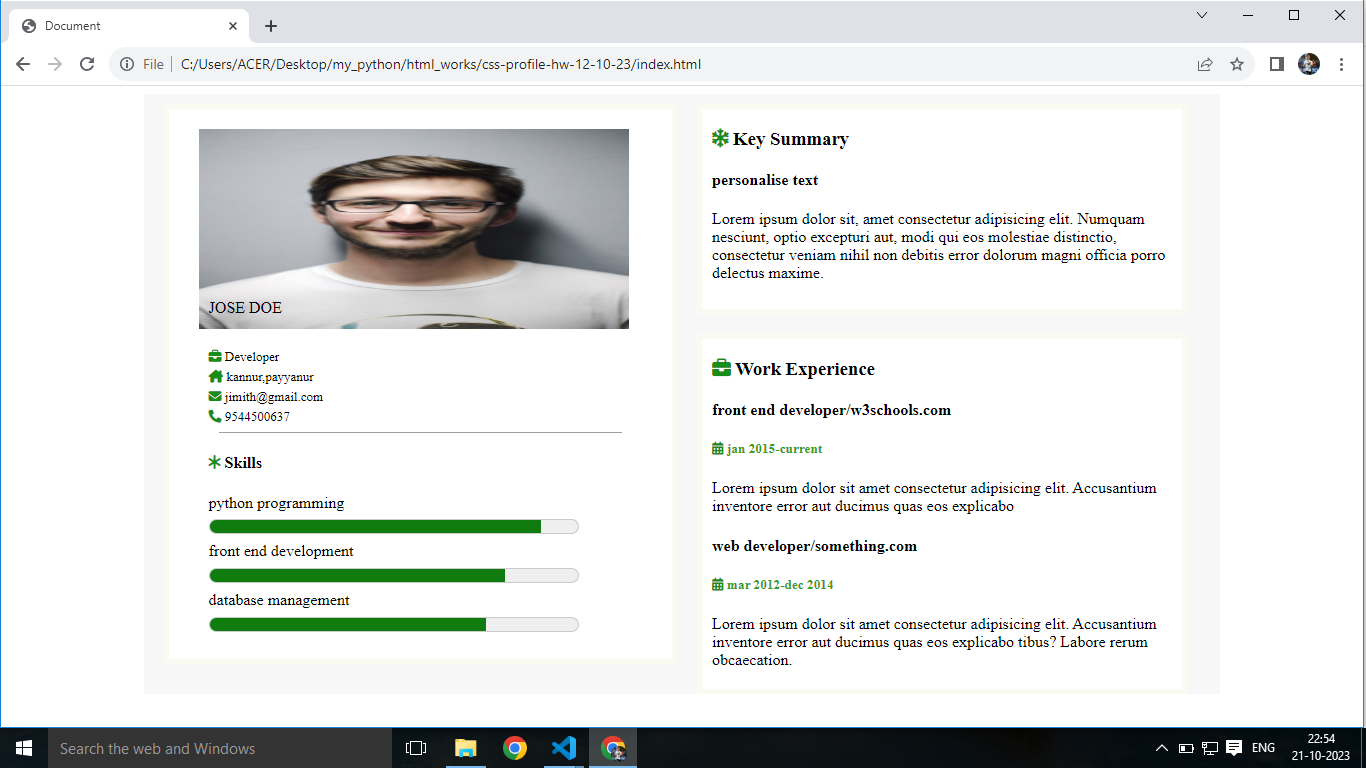 Document
File
C:/Users/ACER/Desktop/my_python/html_works/css-profile-hw-12-10-23/index.html
JOSE DOE
Developer
kannur,payyanur
jimith@gmail.com
9544500637
Skills
python programming
front end development
database management
Key Summary
personalise text
Lorem ipsum dolor sit, amet consectetur adipisicing elit. Numquam
nesciunt, optio excepturi aut, modi qui eos molestiae distinctio,
consectetur veniam nihil non debitis error dolorum magni officia porro
delectus maxime.
Work Experience
front end developer/w3schools.com
jan 2015-current
Lorem ipsum dolor sit amet consectetur adipisicing elit. Accusantium
inventore error aut ducimus quas eos explicabo
web developer/something.com
mar 2012-dec 2014
Lorem ipsum dolor sit amet consectetur adipisicing elit. Accusantium
inventore error aut ducimus quas eos explicabo tibus? Labore rerum
obcaecation.
Search the web and Windows
ENG
22:54
21-10-2023